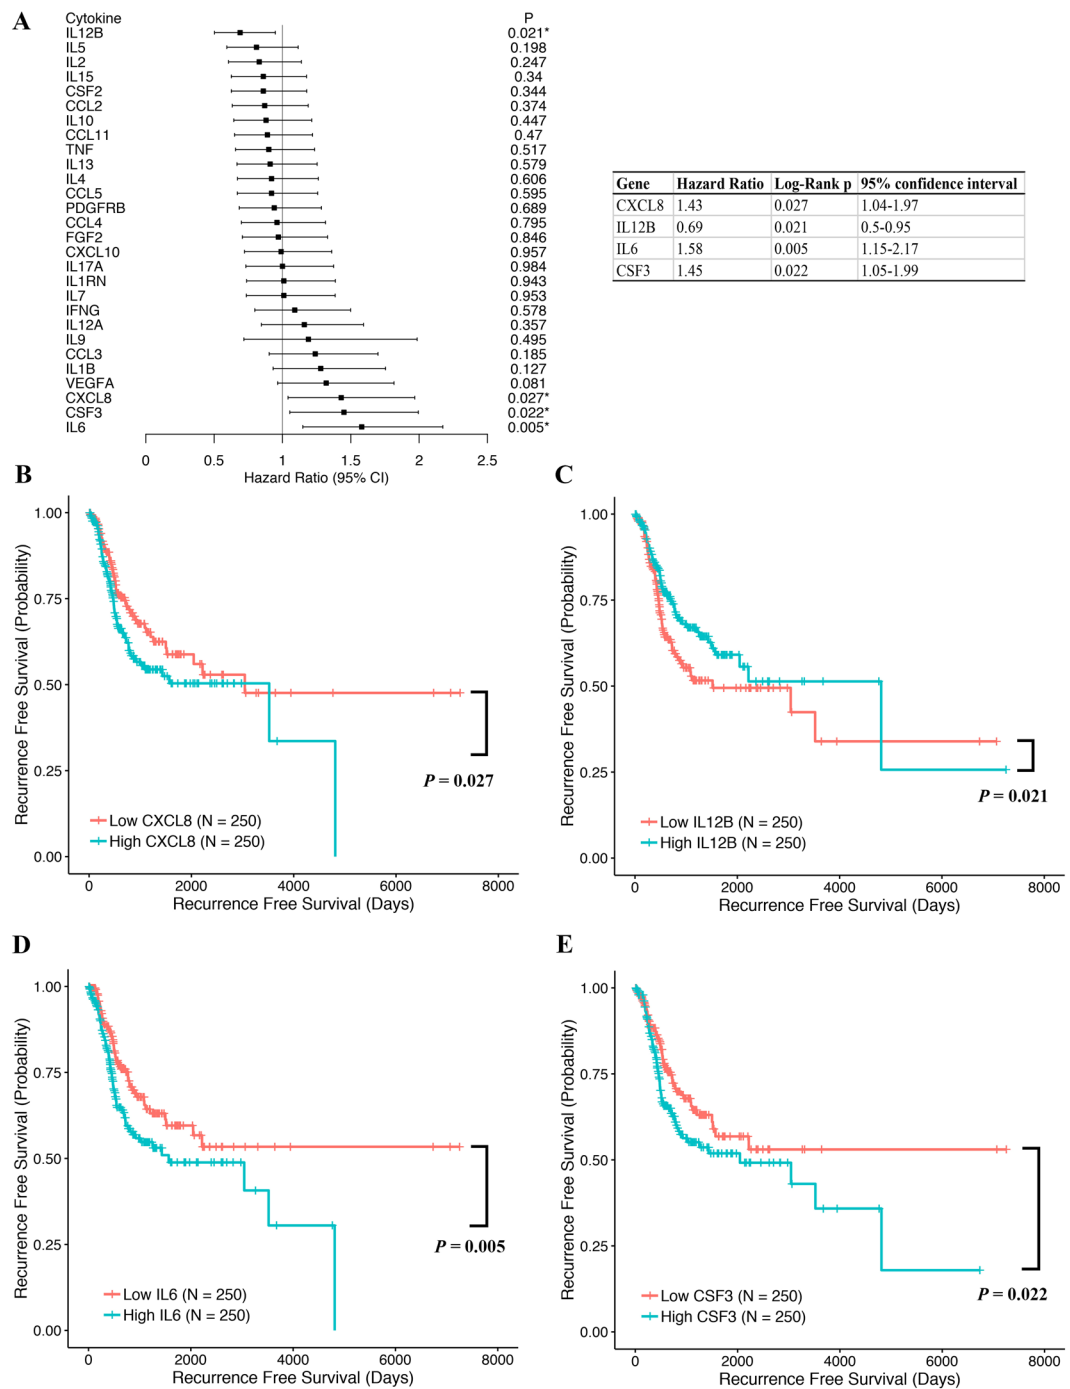 A
Cytokine P
IL12B 0.021*
IL5 0.198
IL2 0.247
IL15 0.34
CSF2 0.344
CCL2 0.374
IL10 0.447
CCL11 0.47
TNF 0.517
IL13 0.579
IL4 0.606
CCL5 0.595
PDGFRB 0.689
CCL4 0.795
FGF2 0.846
CXCL10 0.957
IL17A 0.984
IL1RN 0.943
IL7 0.953
IFNG 0.578
IL12A 0.357
IL9 0.495
CCL3 0.185
IL1B 0.127
VEGFA 0.081
CXCL8 0.027*
CSF3 0.022*
IL6 0.005*
0 0.5 1 1.5 2 2.5
Hazard Ratio (95% CI)
Gene Hazard Ratio Log-Rank p 95% confidence interval
CXCL8 1.43 0.027 1.04-1.97
IL12B 0.69 0.021 0.5-0.95
IL6 1.58 0.005 1.15-2.17
CSF3 1.45 0.022 1.05-1.99
B
Recurrence Free Survival (Probability)
1.00
0.75
0.50
0.25
0.00
P = 0.027
Low CXCL8 (N = 250)
High CXCL8 (N = 250)
0 2000 4000 6000 8000
Recurrence Free Survival (Days)
C
Recurrence Free Survival (Probability)
1.00
0.75
0.50
0.25
0.00
P = 0.021
Low IL12B (N = 250)
High IL12B (N = 250)
0 2000 4000 6000 8000
Recurrence Free Survival (Days)
D
Recurrence Free Survival (Probability)
1.00
0.75
0.50
0.25
0.00
P = 0.005
Low IL6 (N = 250)
High IL6 (N = 250)
0 2000 4000 6000 8000
Recurrence Free Survival (Days)
E
Recurrence Free Survival (Probability)
1.00
0.75
0.50
0.25
0.00
P = 0.022
Low CSF3 (N = 250)
High CSF3 (N = 250)
0 2000 4000 6000 8000
Recurrence Free Survival (Days)